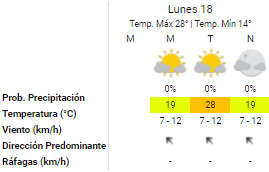 Lunes 18
Temp. Máx 28° | Temp. Mín 14°
M M T N
Prob. Precipitación 0% 0% 0%
Temperatura (°C) 19 28 19
Viento (km/h) 7 - 12 7 - 12 7 - 12
Dirección Predominante
Ráfagas (km/h) - - -